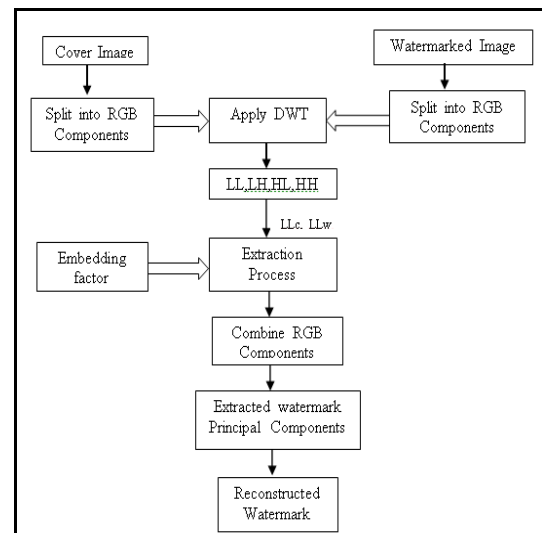 Cover Image
Watermarked Image
Split into RGB
Components
Apply DWT
Split into RGB
Components
LL,LH,HL,HH
LLc. LLw
Embedding
factor
Extraction
Process
Combine RGB
Components
Extracted watermark
Principal Components
Reconstructed
Watermark